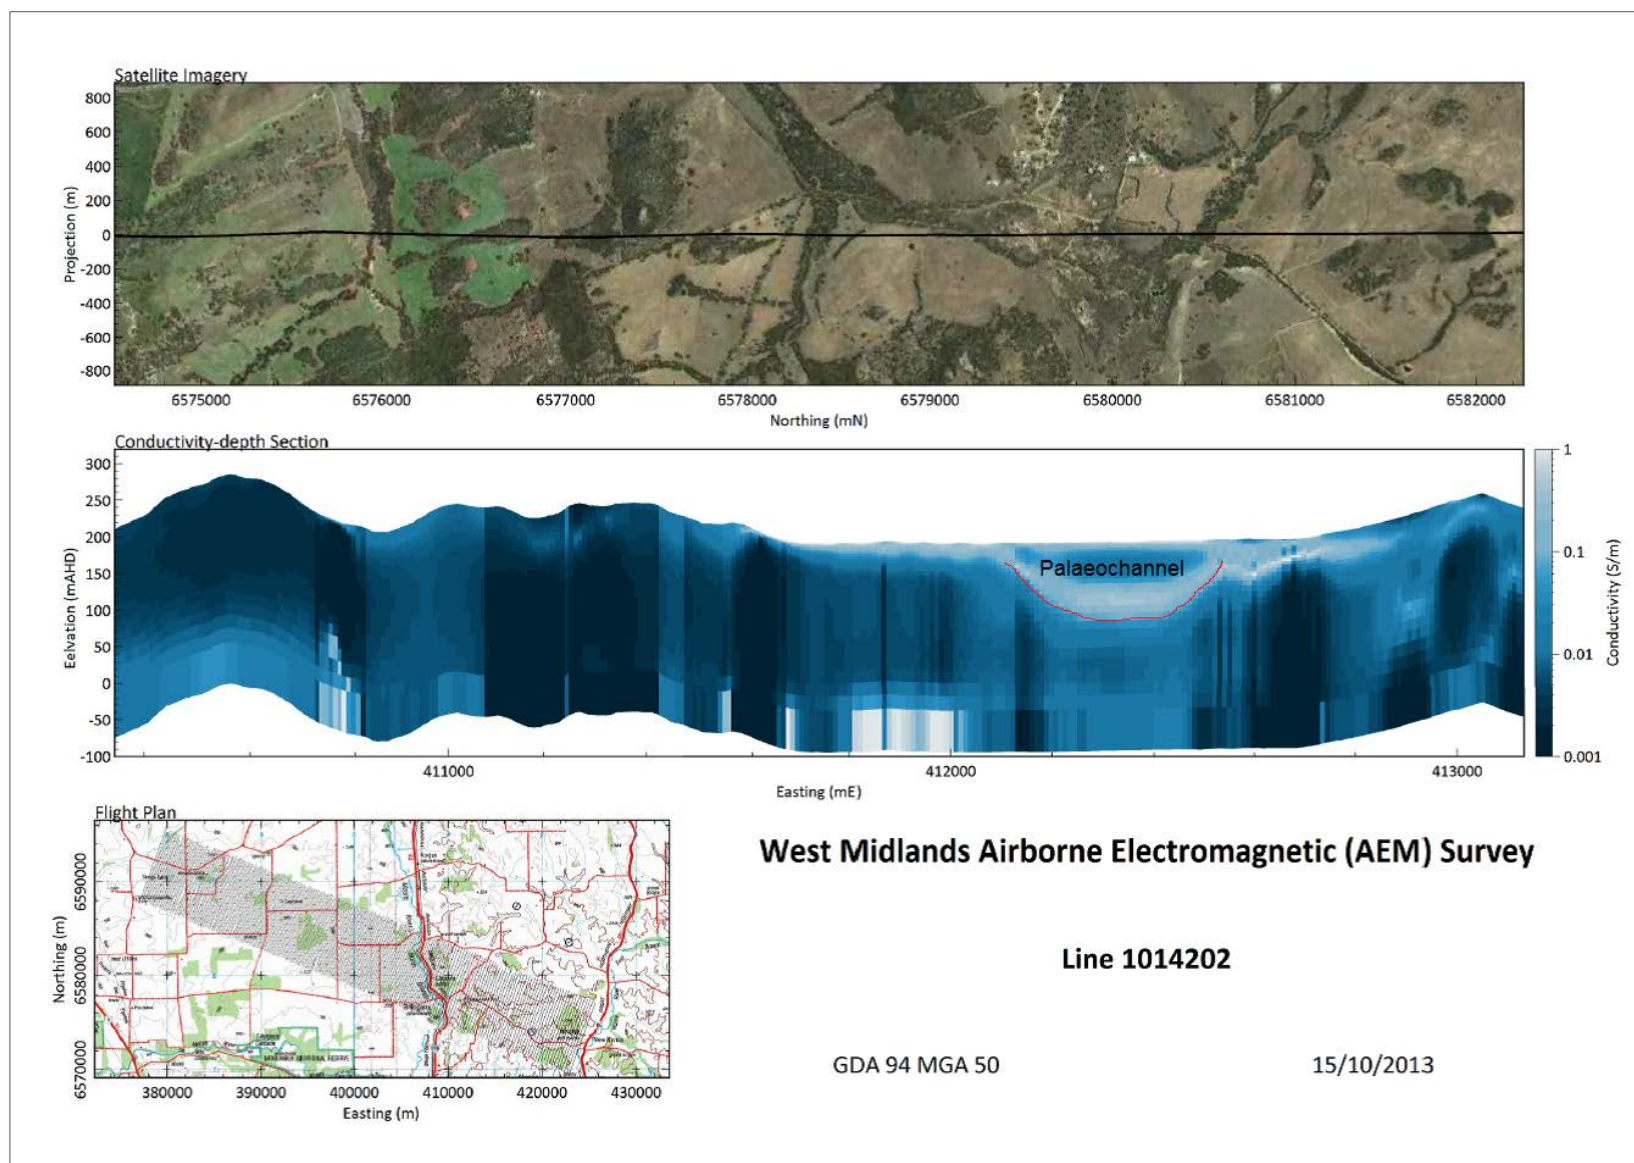 Satellite Imagery
800
600
400
200
0
-200
-400
-600
-800
Projection (m)
6575000 6576000 6577000 6578000 6579000 6580000 6581000 6582000
Northing (mN)
Conductivity-depth Section
300
250
200
150
100
50
0
-50
-100
Eelvation (mAHD)
Palaeochannel
411000 412000 413000
Easting (mE)
1
0.1
0.01
0.001
Conductivity (S/m)
Flight Plan
6590000
6580000
6570000
Northing (m)
380000 390000 400000 410000 420000 430000
Easting (m)
West Midlands Airborne Electromagnetic (AEM) Survey
Line 1014202
GDA 94 MGA 50
15/10/2013